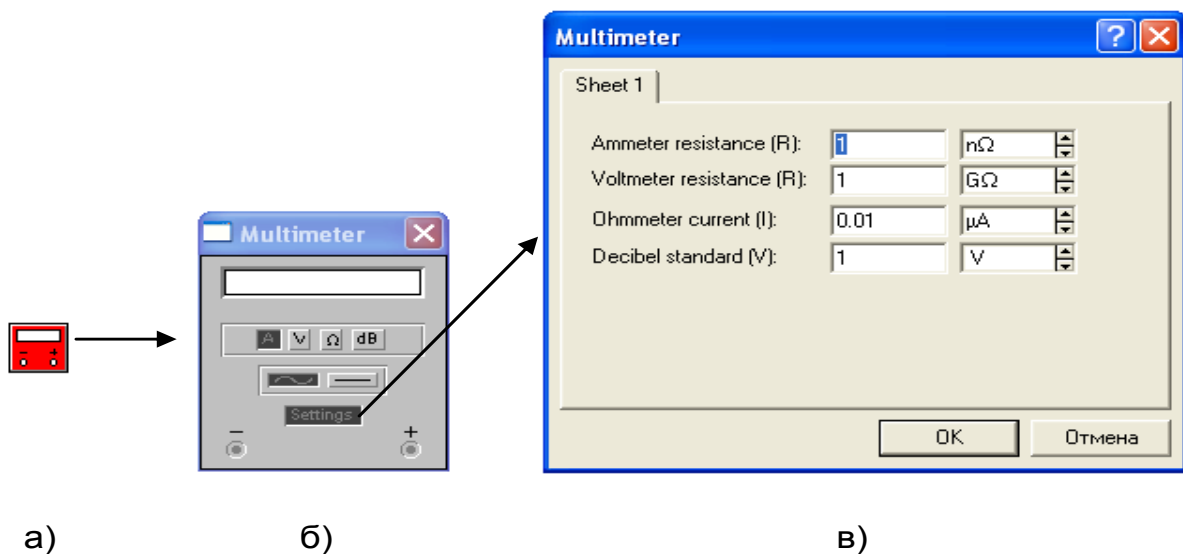 Multimeter
Sheet 1
Ammeter resistance (R): 1 nΩ
Voltmeter resistance (R): 1 GΩ
Ohmmeter current (I): 0.01 µA
Decibel standard (V): 1 V
OK Отмена
Multimeter
A V Ω dB
Settings
− +
− +
а) б) в)